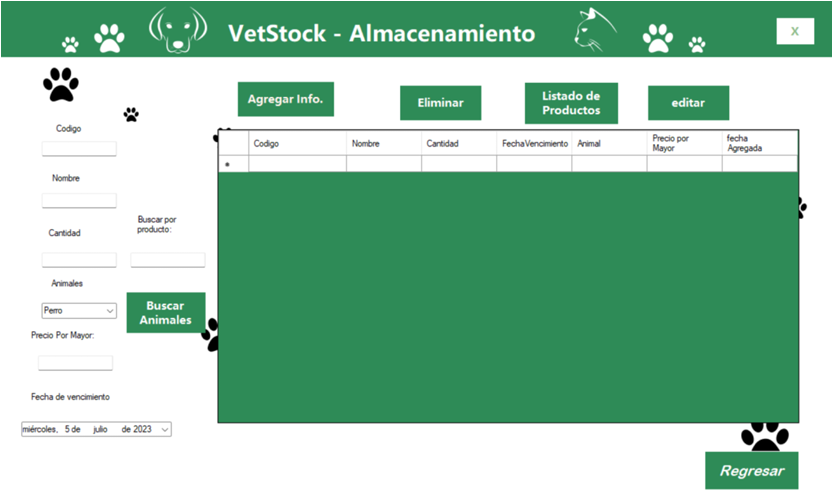 VetStock - Almacenamiento
X
Agregar Info.
Eliminar
Listado de
Productos
editar
Codigo
Nombre
Cantidad
Buscar por
producto:
Animales
Perro
Buscar
Animales
Precio Por Mayor:
Fecha de vencimiento
miércoles, 5 de julio de 2023
Codigo
Nombre
Cantidad
FechaVencimiento
Animal
Precio por
Mayor
fecha
Agregada
*
Regresar